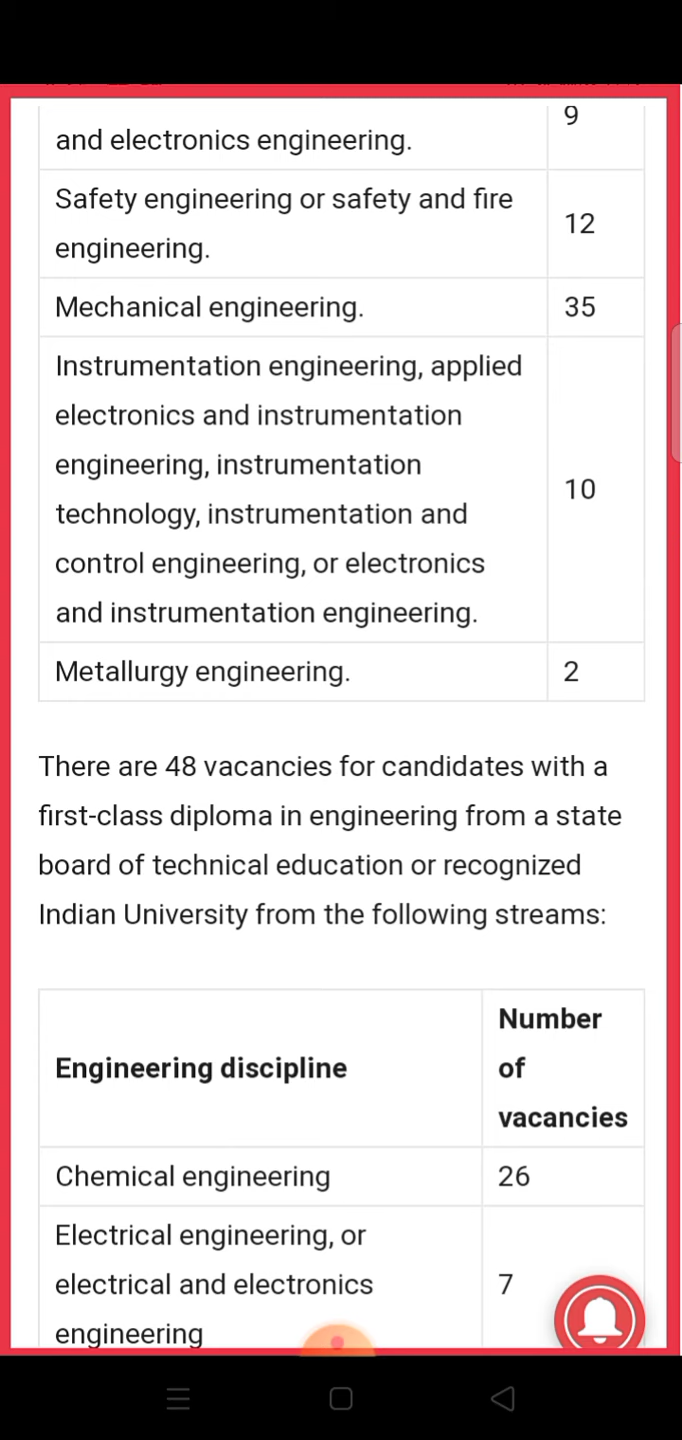 9
and electronics engineering.
Safety engineering or safety and fire
engineering.
12
Mechanical engineering.
35
Instrumentation engineering, applied
electronics and instrumentation
engineering, instrumentation
technology, instrumentation and
control engineering, or electronics
and instrumentation engineering.
10
Metallurgy engineering.
2
There are 48 vacancies for candidates with a
first-class diploma in engineering from a state
board of technical education or recognized
Indian University from the following streams:
Engineering discipline
Number
of
vacancies
Chemical engineering
26
Electrical engineering, or
electrical and electronics
engineering
7